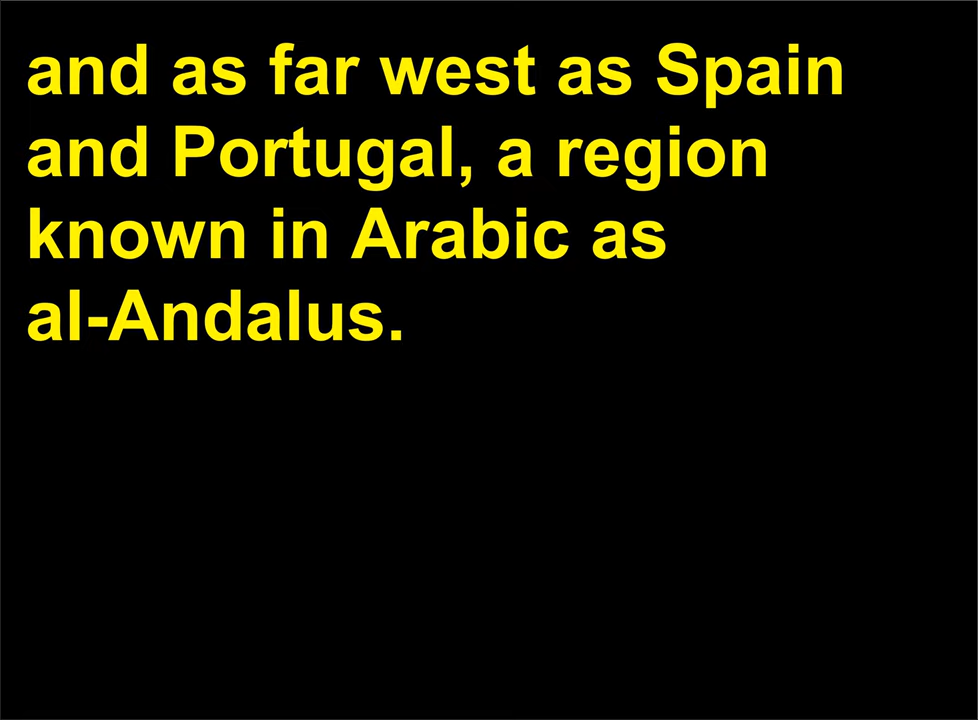 and as far west as Spain
and Portugal, a region
known in Arabic as
al-Andalus.